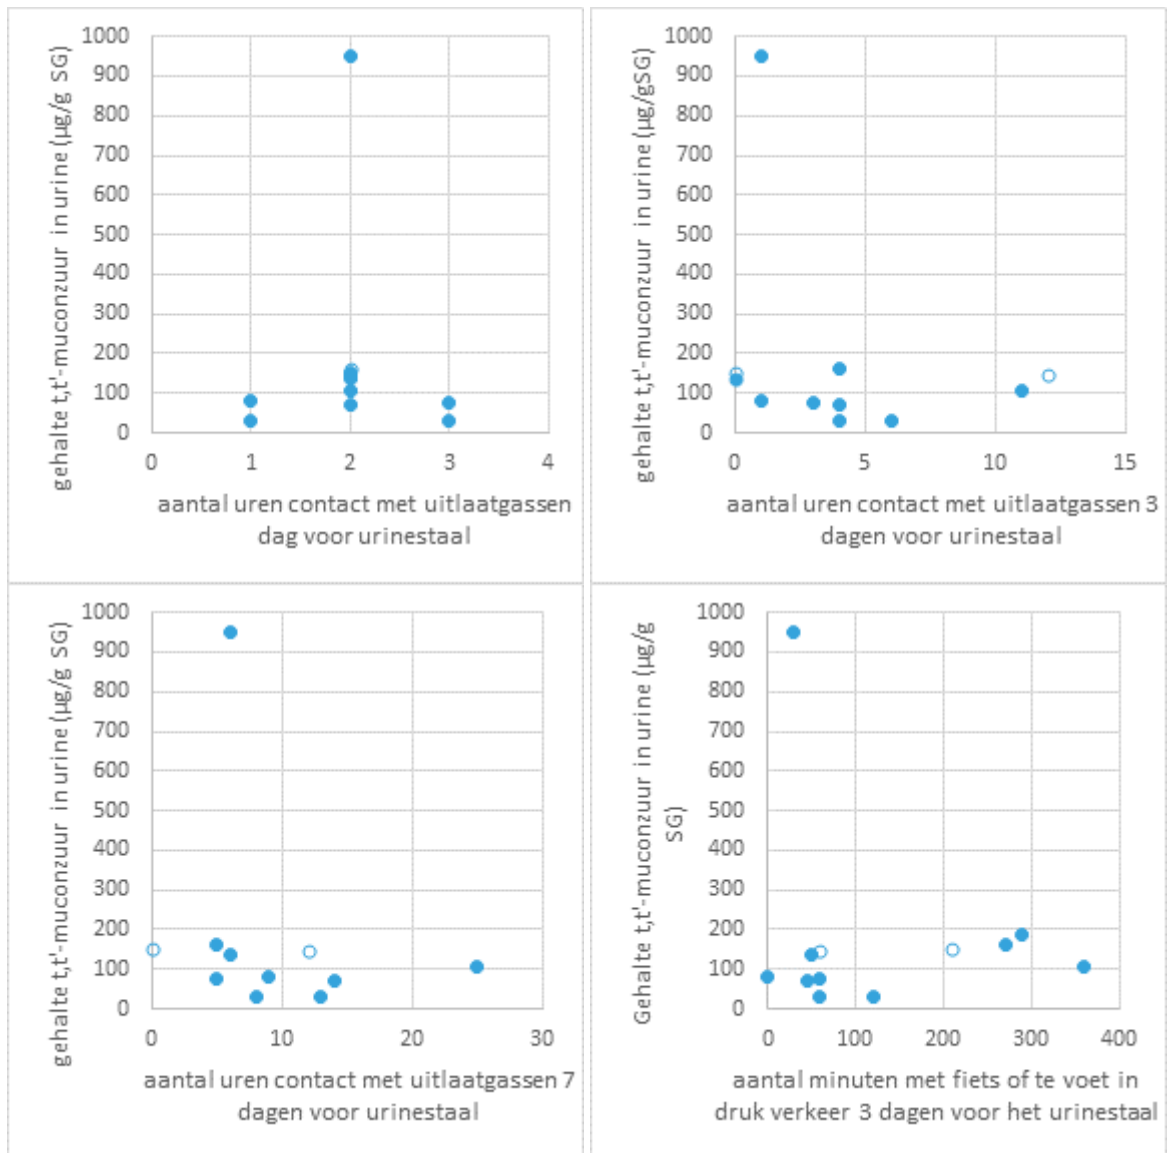 gehalte t,t'-muconzuur in urine (µg/g SG)
1000
900
800
700
600
500
400
300
200
100
0
0 1 2 3 4
aantal uren contact met uitlaatgassen
dag voor urinestaal
gehalte t,t'-muconzuur in urine (µg/gSG)
1000
900
800
700
600
500
400
300
200
100
0
0 5 10 15
aantal uren contact met uitlaatgassen 3
dagen voor urinestaal
gehalte t,t'-muconzuur in urine (µg/g SG)
1000
900
800
700
600
500
400
300
200
100
0
0 10 20 30
aantal uren contact met uitlaatgassen 7
dagen voor urinestaal
Gehalte t,t'-muconzuur in urine (µg/g
SG)
1000
900
800
700
600
500
400
300
200
100
0
0 100 200 300 400
aantal minuten met fiets of te voet in
druk verkeer 3 dagen voor het urinestaal